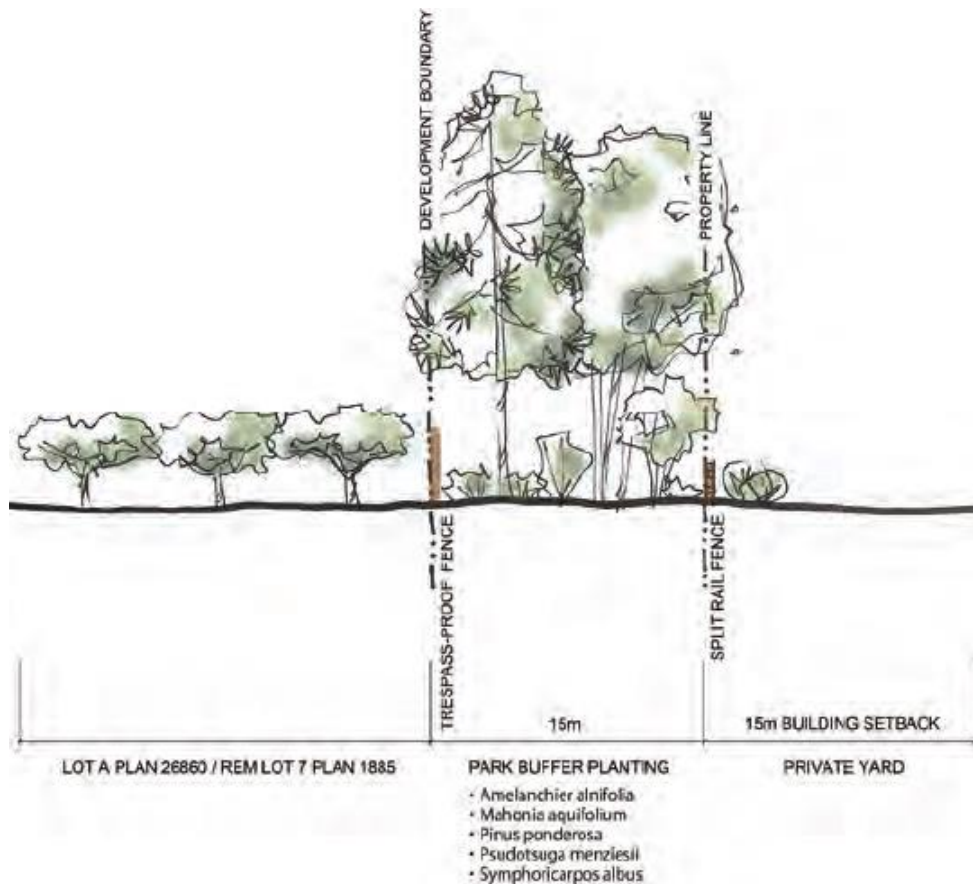 DEVELOPMENT BOUNDARY
PROPERTY LINE
TRESPASS-PROOF FENCE
SPLIT RAIL FENCE
15m
15m BUILDING SETBACK
LOT A PLAN 26860 / REM LOT 7 PLAN 1885
PARK BUFFER PLANTING
PRIVATE YARD
• Amelanchier alnifolia
• Mahonia aquifolium
• Pinus ponderosa
• Psudotsuga menziesii
• Symphoricarpos albus